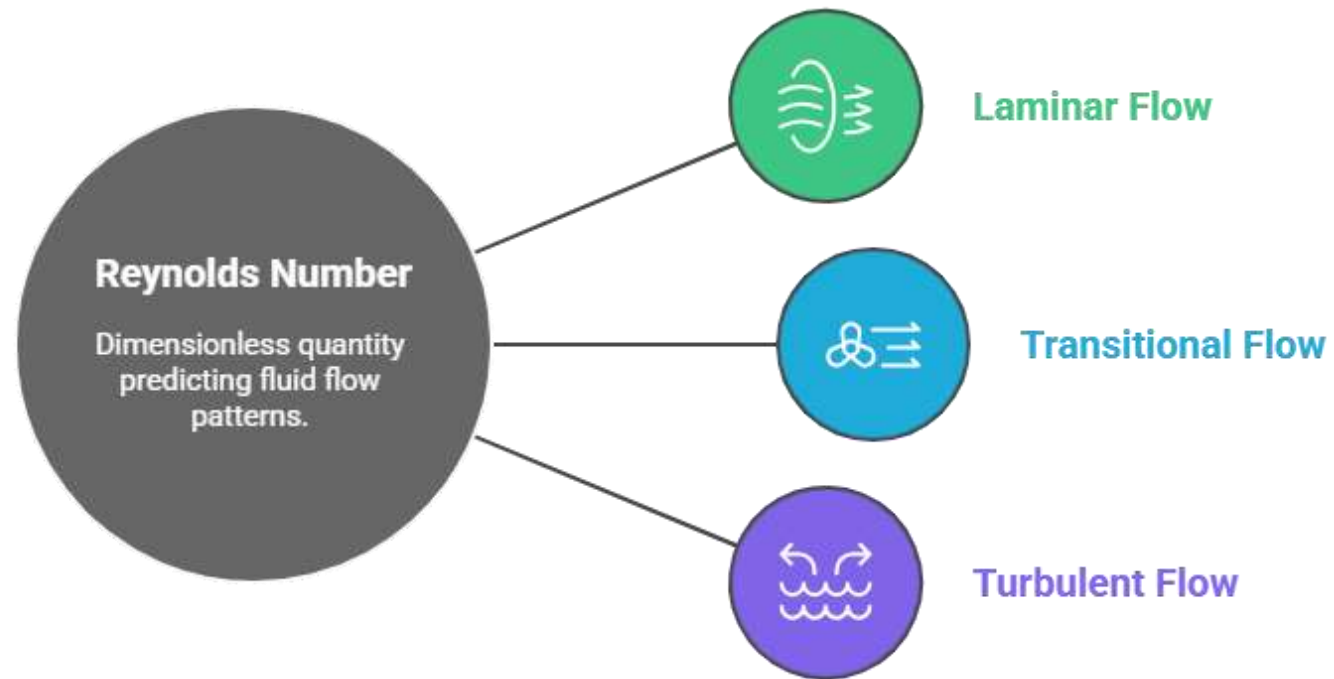 Reynolds Number
Dimensionless quantity
predicting fluid flow
patterns.
Laminar Flow
Transitional Flow
Turbulent Flow